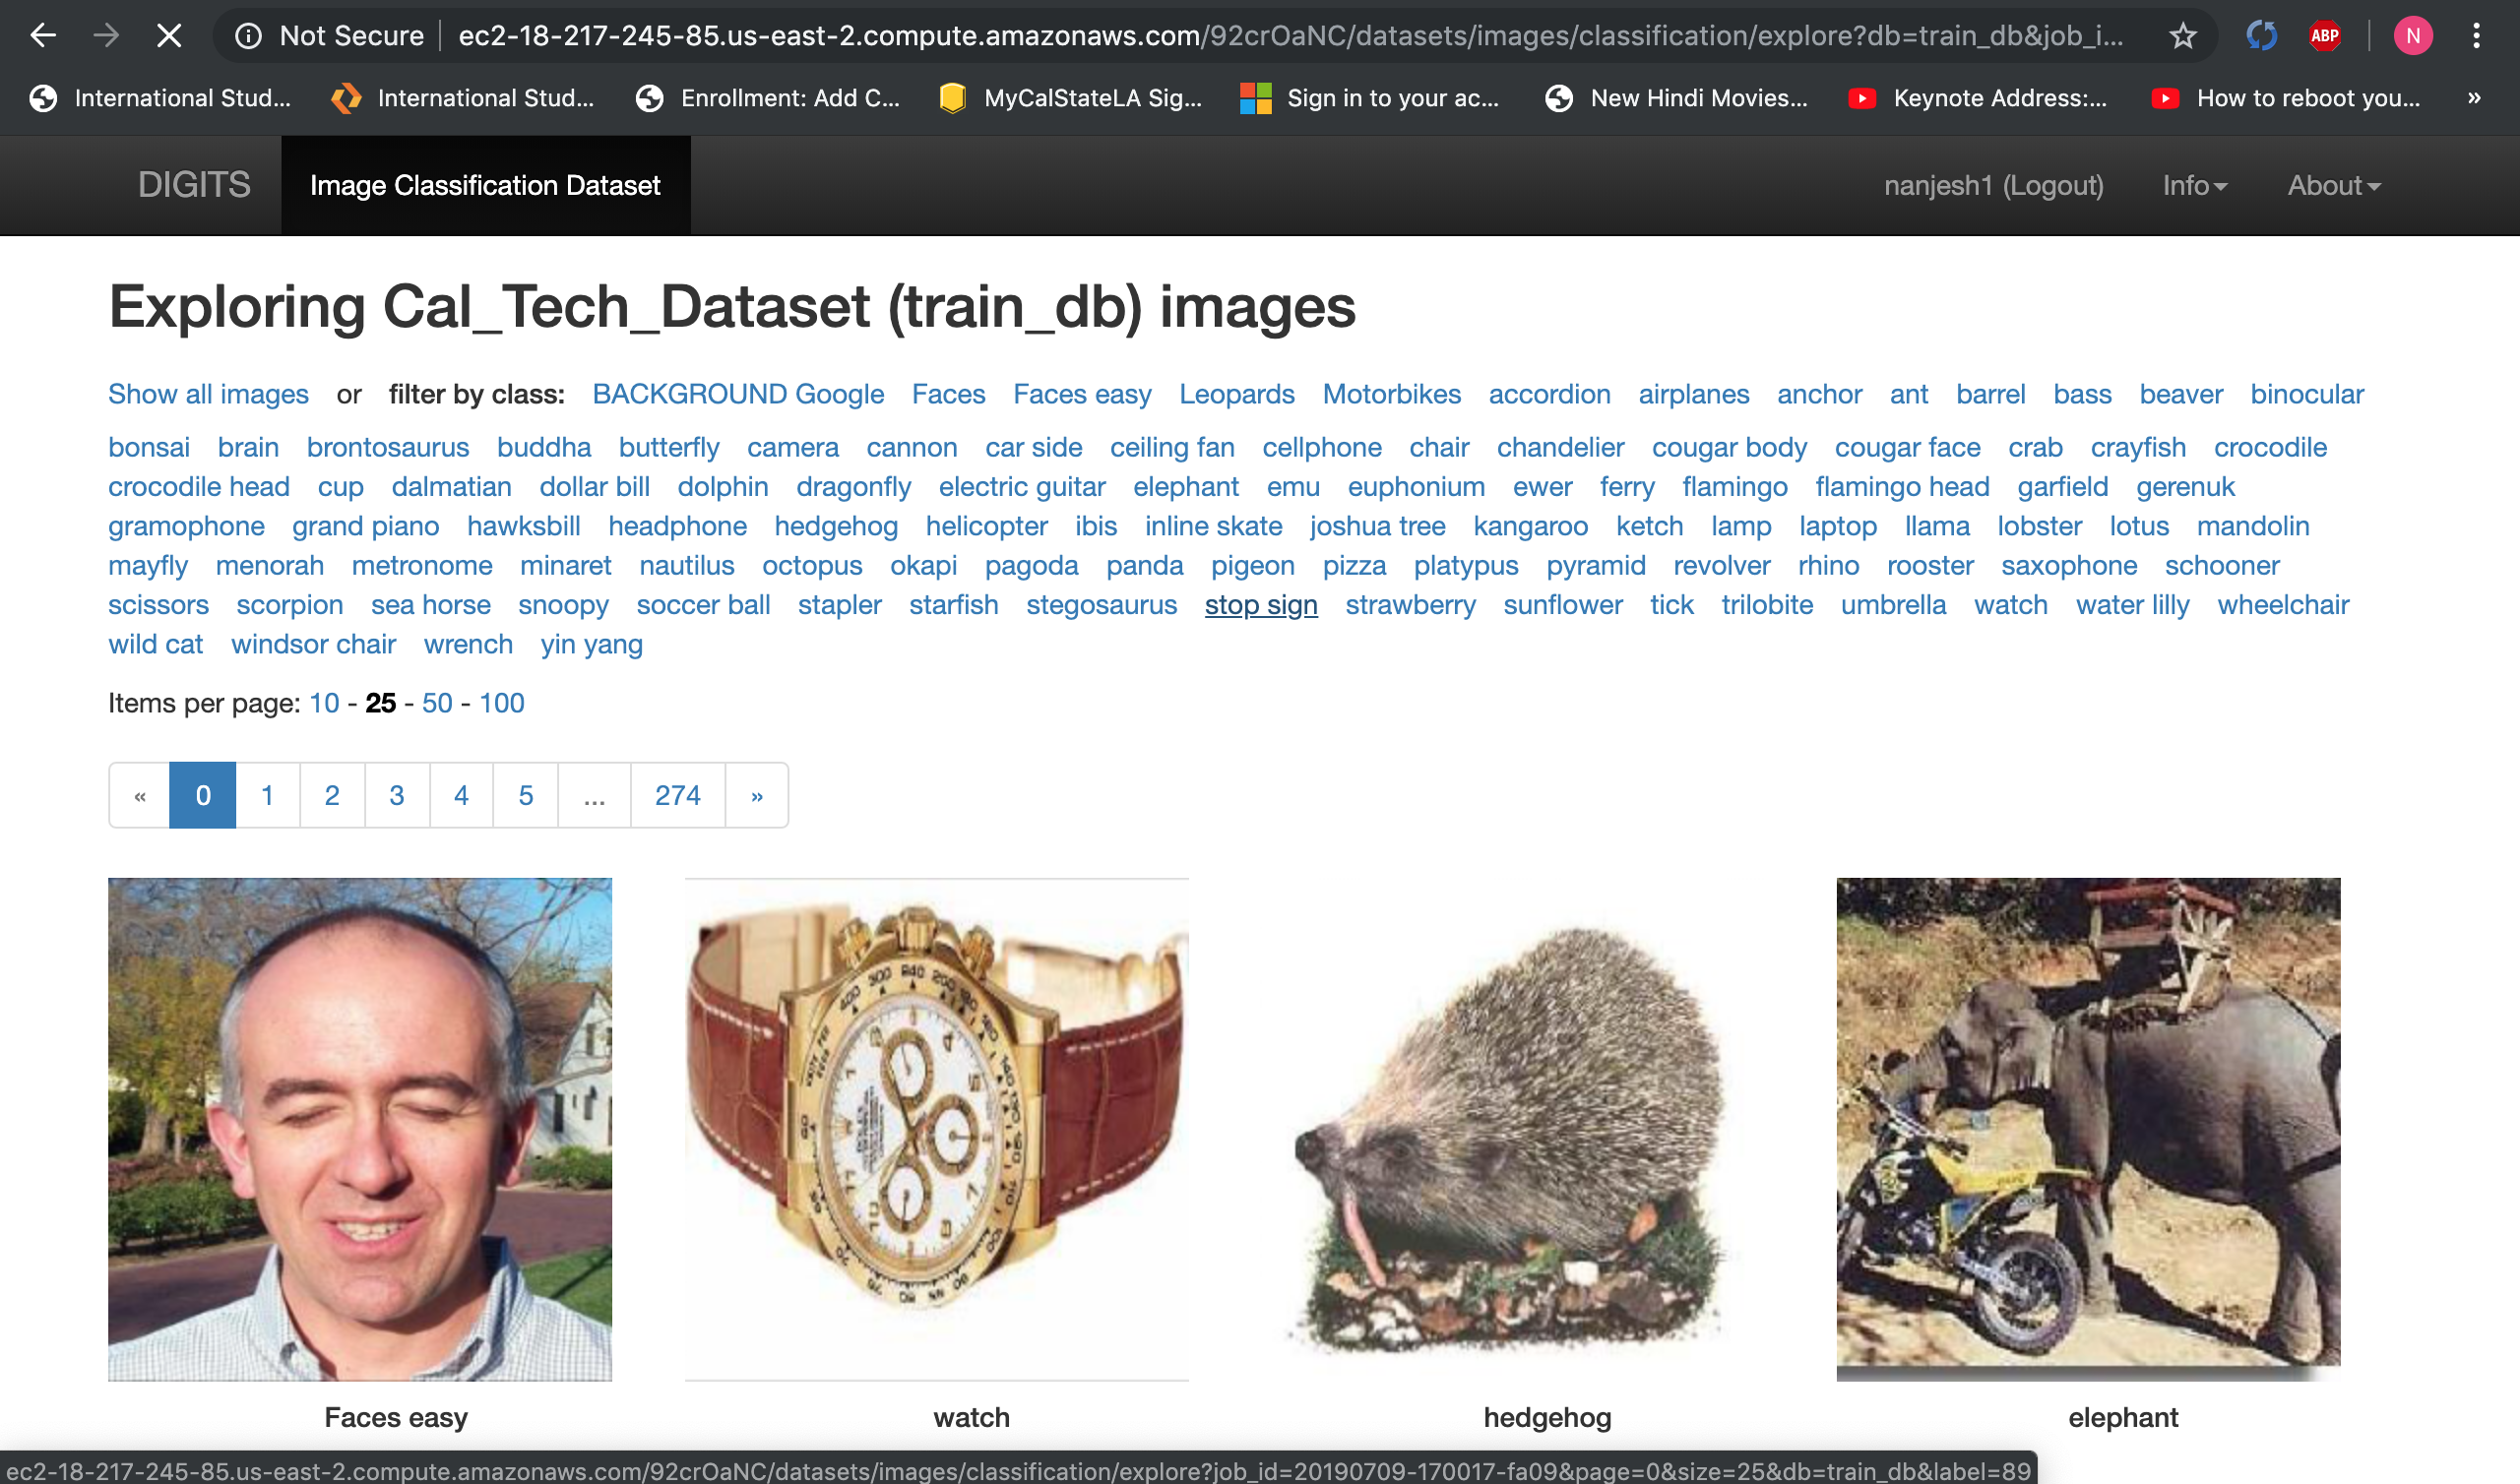 Not Secure ec2-18-217-245-85.us-east-2.compute.amazonaws.com/92crOaNC/datasets/images/classification/explore?db=train_db&job_i... ABP N
International Stud... International Stud... Enrollment: Add C... MyCalStateLA Sig... Sign in to your ac... New Hindi Movies... Keynote Address:... How to reboot you... »
DIGITS Image Classification Dataset nanjesh1 (Logout) Info About
Exploring Cal_Tech_Dataset (train_db) images
Show all images or filter by class: BACKGROUND Google Faces Faces easy Leopards Motorbikes accordion airplanes anchor ant barrel bass beaver binocular
bonsai brain brontosaurus buddha butterfly camera cannon car side ceiling fan cellphone chair chandelier cougar body cougar face crab crayfish crocodile
crocodile head cup dalmatian dollar bill dolphin dragonfly electric guitar elephant emu euphonium ewer ferry flamingo flamingo head garfield gerenuk
gramophone grand piano hawksbill headphone hedgehog helicopter ibis inline skate joshua tree kangaroo ketch lamp laptop llama lobster lotus mandolin
mayfly menorah metronome minaret nautilus octopus okapi pagoda panda pigeon pizza platypus pyramid revolver rhino rooster saxophone schooner
scissors scorpion sea horse snoopy soccer ball stapler starfish stegosaurus stop sign strawberry sunflower tick trilobite umbrella watch water lilly wheelchair
wild cat windsor chair wrench yin yang
Items per page: 10 - 25 - 50 - 100
« 0 1 2 3 4 5 ... 274 »
Faces easy watch hedgehog elephant
ec2-18-217-245-85.us-east-2.compute.amazonaws.com/92crOaNC/datasets/images/classification/explore?job_id=20190709-170017-fa09&page=0&size=25&db=train_db&label=89